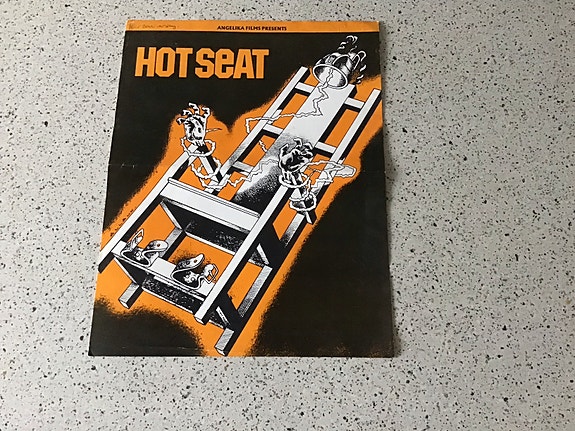 ANGELIKA FILMS PRESENTS
HOT SEAT